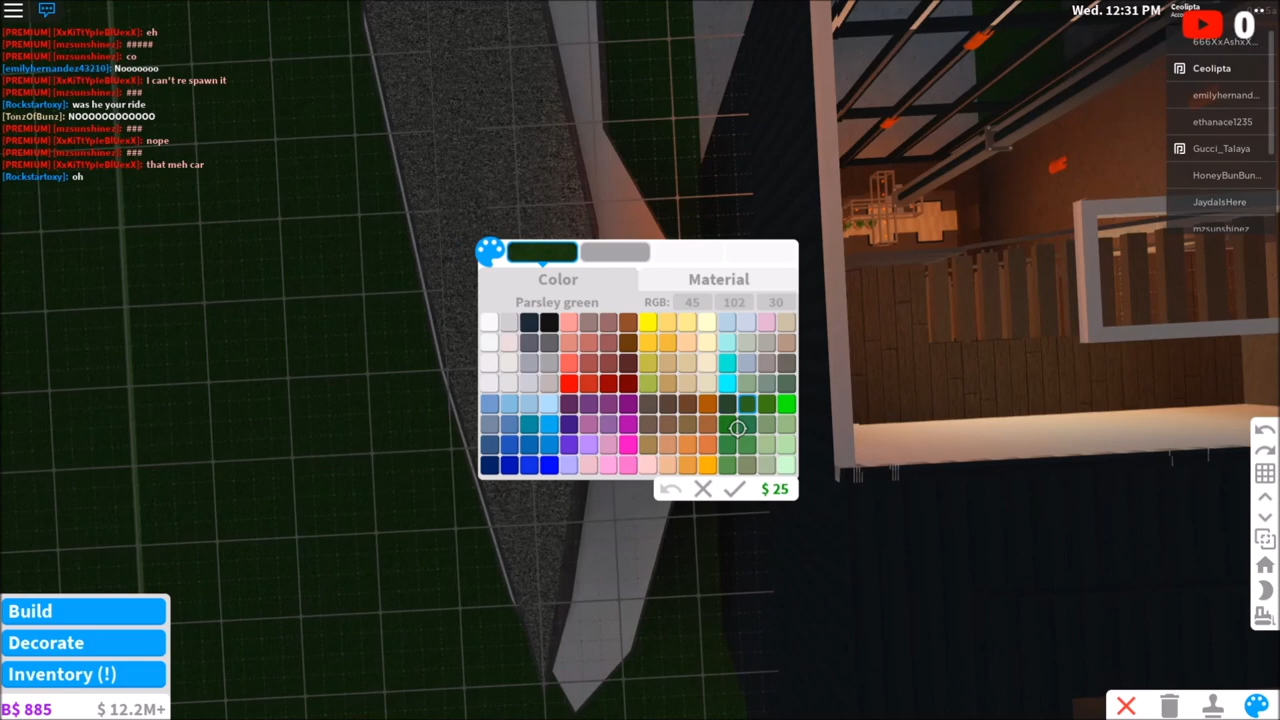 [PREMIUM] [XxKiTtYpIeBlUexX]: eh
[PREMIUM] [mzsunshinez]: #####
[PREMIUM] [mzsunshinez]: co
[emilyhernandez43210]: Nooooooo
[PREMIUM] [XxKiTtYpIeBlUexX]: I can't re spawn it
[PREMIUM] [mzsunshinez]: ###
[Rockstartoxy]: was he your ride
[TonzOfBunz]: NOOOOOOOOOOOO
[PREMIUM] [mzsunshinez]: ###
[PREMIUM] [XxKiTtYpIeBlUexX]: nope
[PREMIUM] [mzsunshinez]: ###
[PREMIUM] [XxKiTtYpIeBlUexX]: that meh car
[Rockstartoxy]: oh
Wed. 12:31 PM
Ceolipta
0
666XxAshxX...
Ceolipta
emilyhernand...
ethanace1235
Gucci_Talaya
HoneyBunBun...
JaydaIsHere
mzsunshinez
Color
Material
Parsley green
RGB: 45 102 30
$ 25
Build
Decorate
Inventory (!)
B$ 885 $ 12.2M+